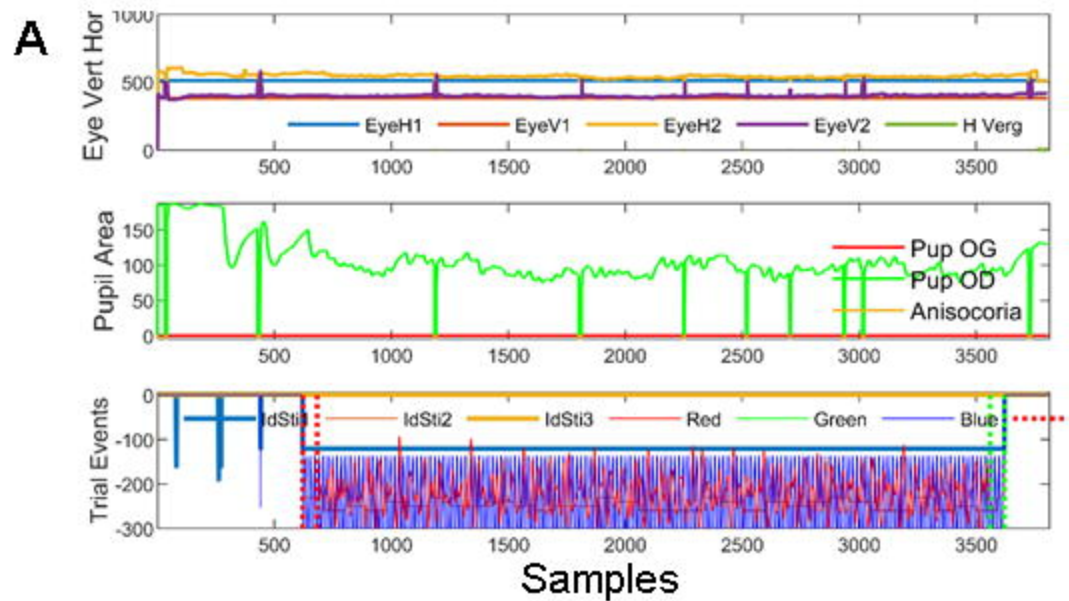 A
Eye Vert Hor
1000
500
0
EyeH1 EyeV1 EyeH2 EyeV2 H Verg
500 1000 1500 2000 2500 3000 3500
Pupil Area
150
100
50
0
Pup OG
Pup OD
Anisocoria
500 1000 1500 2000 2500 3000 3500
Trial Events
0
-100
-200
-300
IdSti1 IdSti2 IdSti3 Red Green Blue
500 1000 1500 2000 2500 3000 3500
Samples